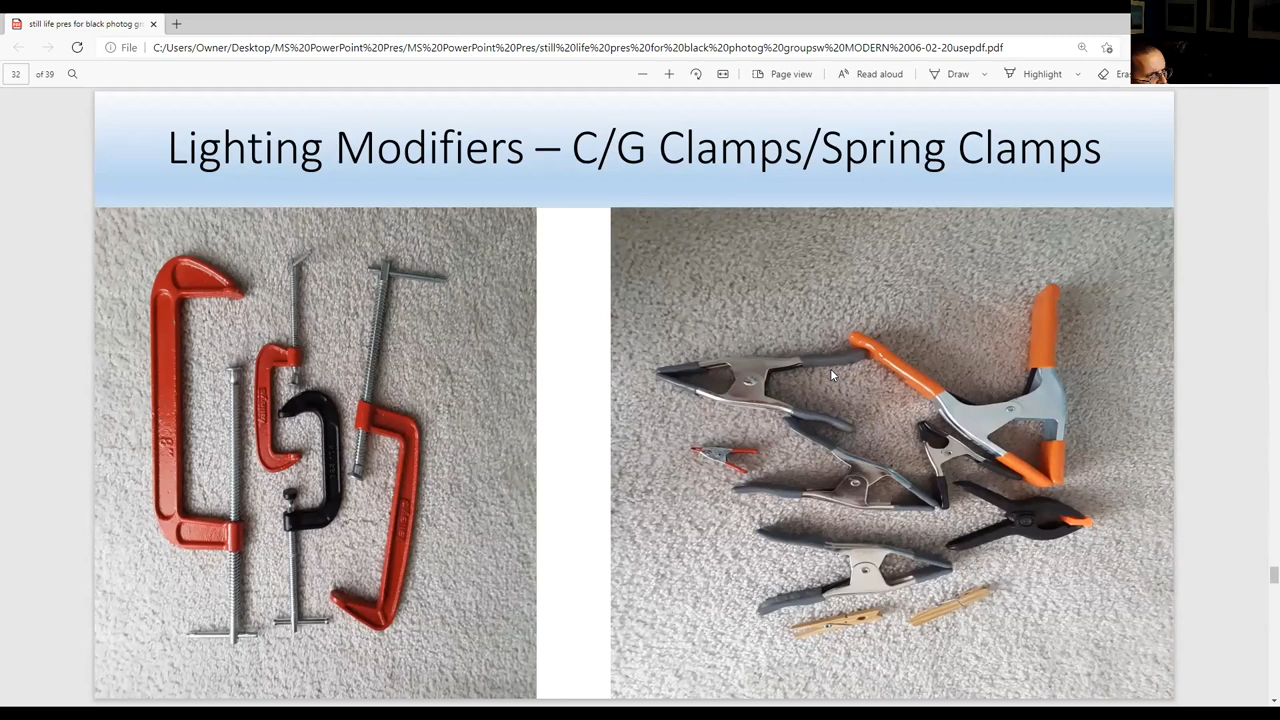 still life pres for black photog gr
File C:/Users/Owner/Desktop/MS%20PowerPoint%20Pres/MS%20PowerPoint%20Pres/still%20life%20pres%20for%20black%20photog%20groupsw%20MODERN%2006-02-20usepdf.pdf
32 of 39 Page view Read aloud Draw Highlight Eras
Lighting Modifiers – C/G Clamps/Spring Clamps